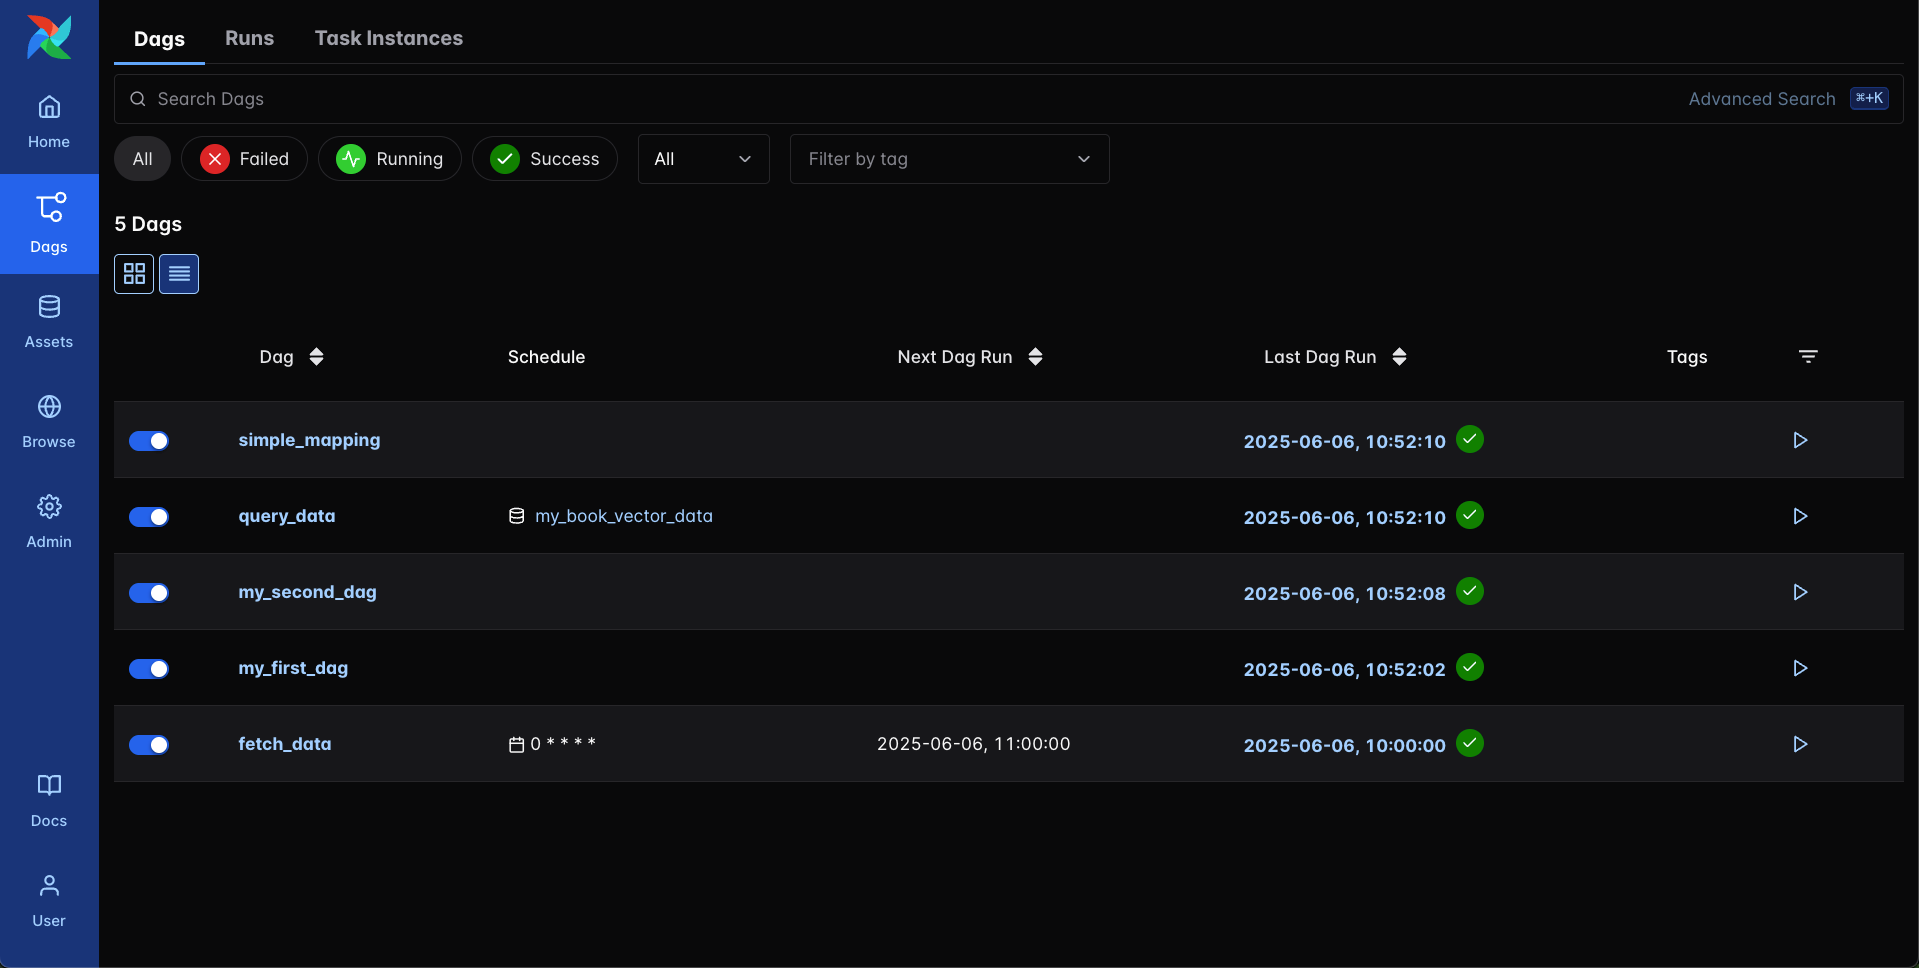 Dags Runs Task Instances
Search Dags Advanced Search ⌘+K
All Failed Running Success All Filter by tag
5 Dags
Dag Schedule Next Dag Run Last Dag Run Tags
simple_mapping 2025-06-06, 10:52:10
query_data my_book_vector_data 2025-06-06, 10:52:10
my_second_dag 2025-06-06, 10:52:08
my_first_dag 2025-06-06, 10:52:02
fetch_data 0 * * * * 2025-06-06, 11:00:00 2025-06-06, 10:00:00
Home
Dags
Assets
Browse
Admin
Docs
User